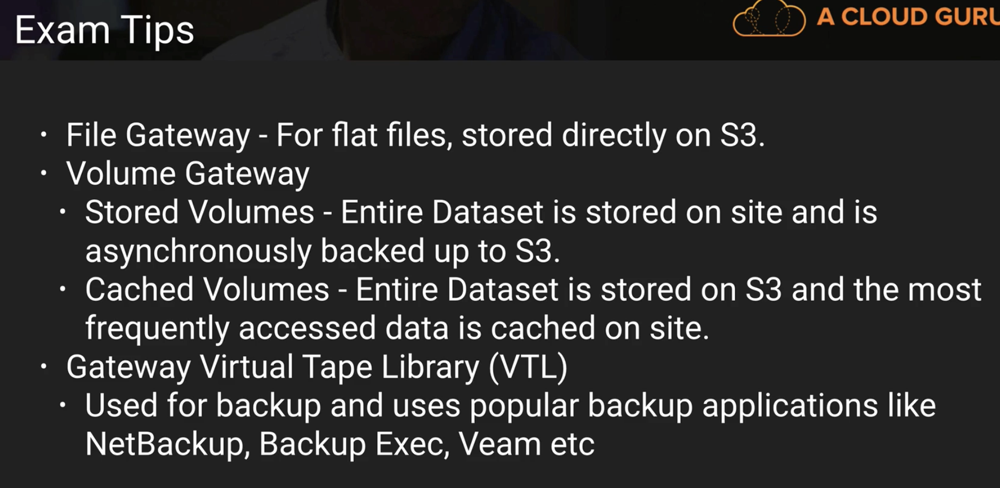 Exam Tips
A CLOUD GURU
• File Gateway - For flat files, stored directly on S3.
• Volume Gateway
• Stored Volumes - Entire Dataset is stored on site and is
asynchronously backed up to S3.
• Cached Volumes - Entire Dataset is stored on S3 and the most
frequently accessed data is cached on site.
• Gateway Virtual Tape Library (VTL)
• Used for backup and uses popular backup applications like
NetBackup, Backup Exec, Veam etc